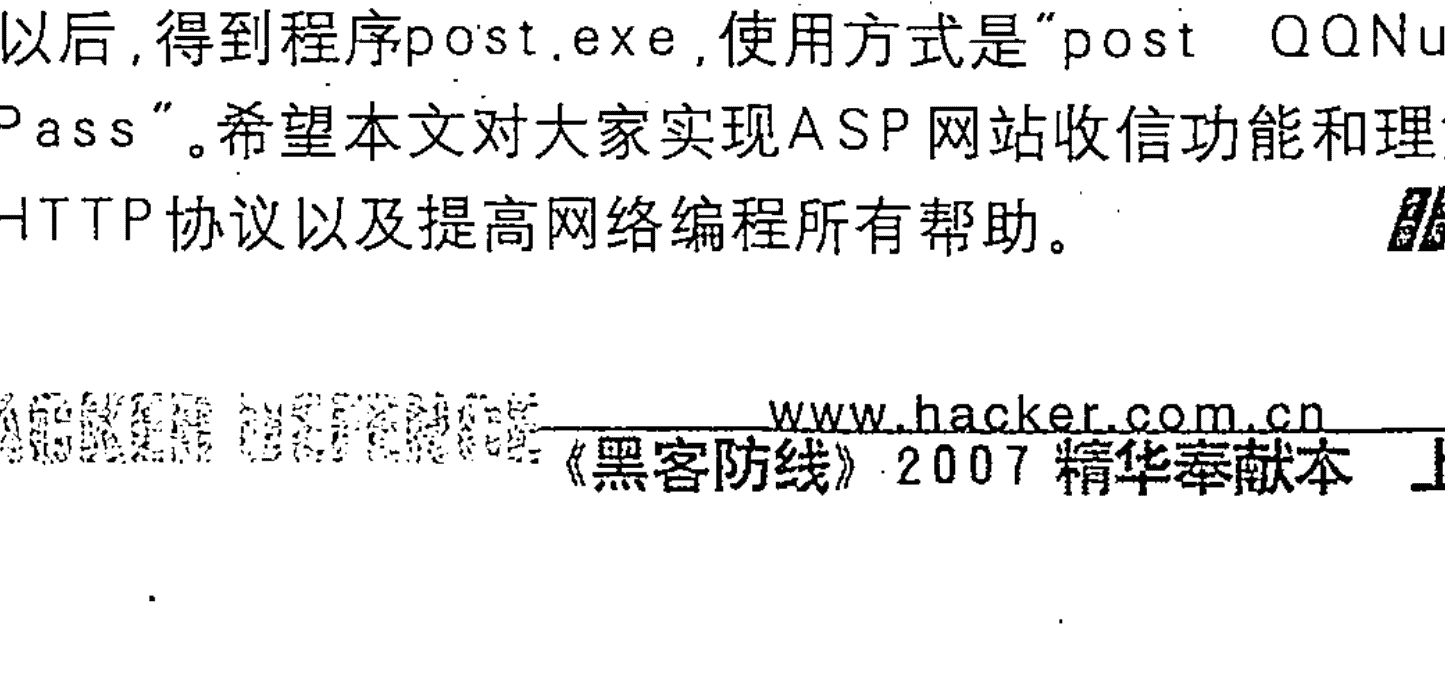 以后,得到程序post.exe,使用方式是“post QQNu
Pass”。希望本文对大家实现ASP网站收信功能和理
HTTP协议以及提高网络编程所有帮助。
HACKER DEFENCE
www.hacker.com.cn
《黑客防线》2007 精华奉献本 上